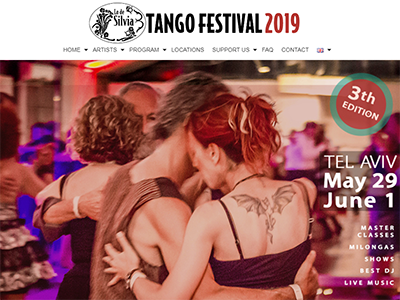 La de
Silvia
TANGO FESTIVAL 2019
HOME ARTISTS PROGRAM LOCATIONS SUPPORT US FAQ CONTACT
3th
EDITION
TEL AVIV
May 29
June 1
MASTER
CLASSES
MILONGAS
SHOWS
BEST DJ
LIVE MUSIC